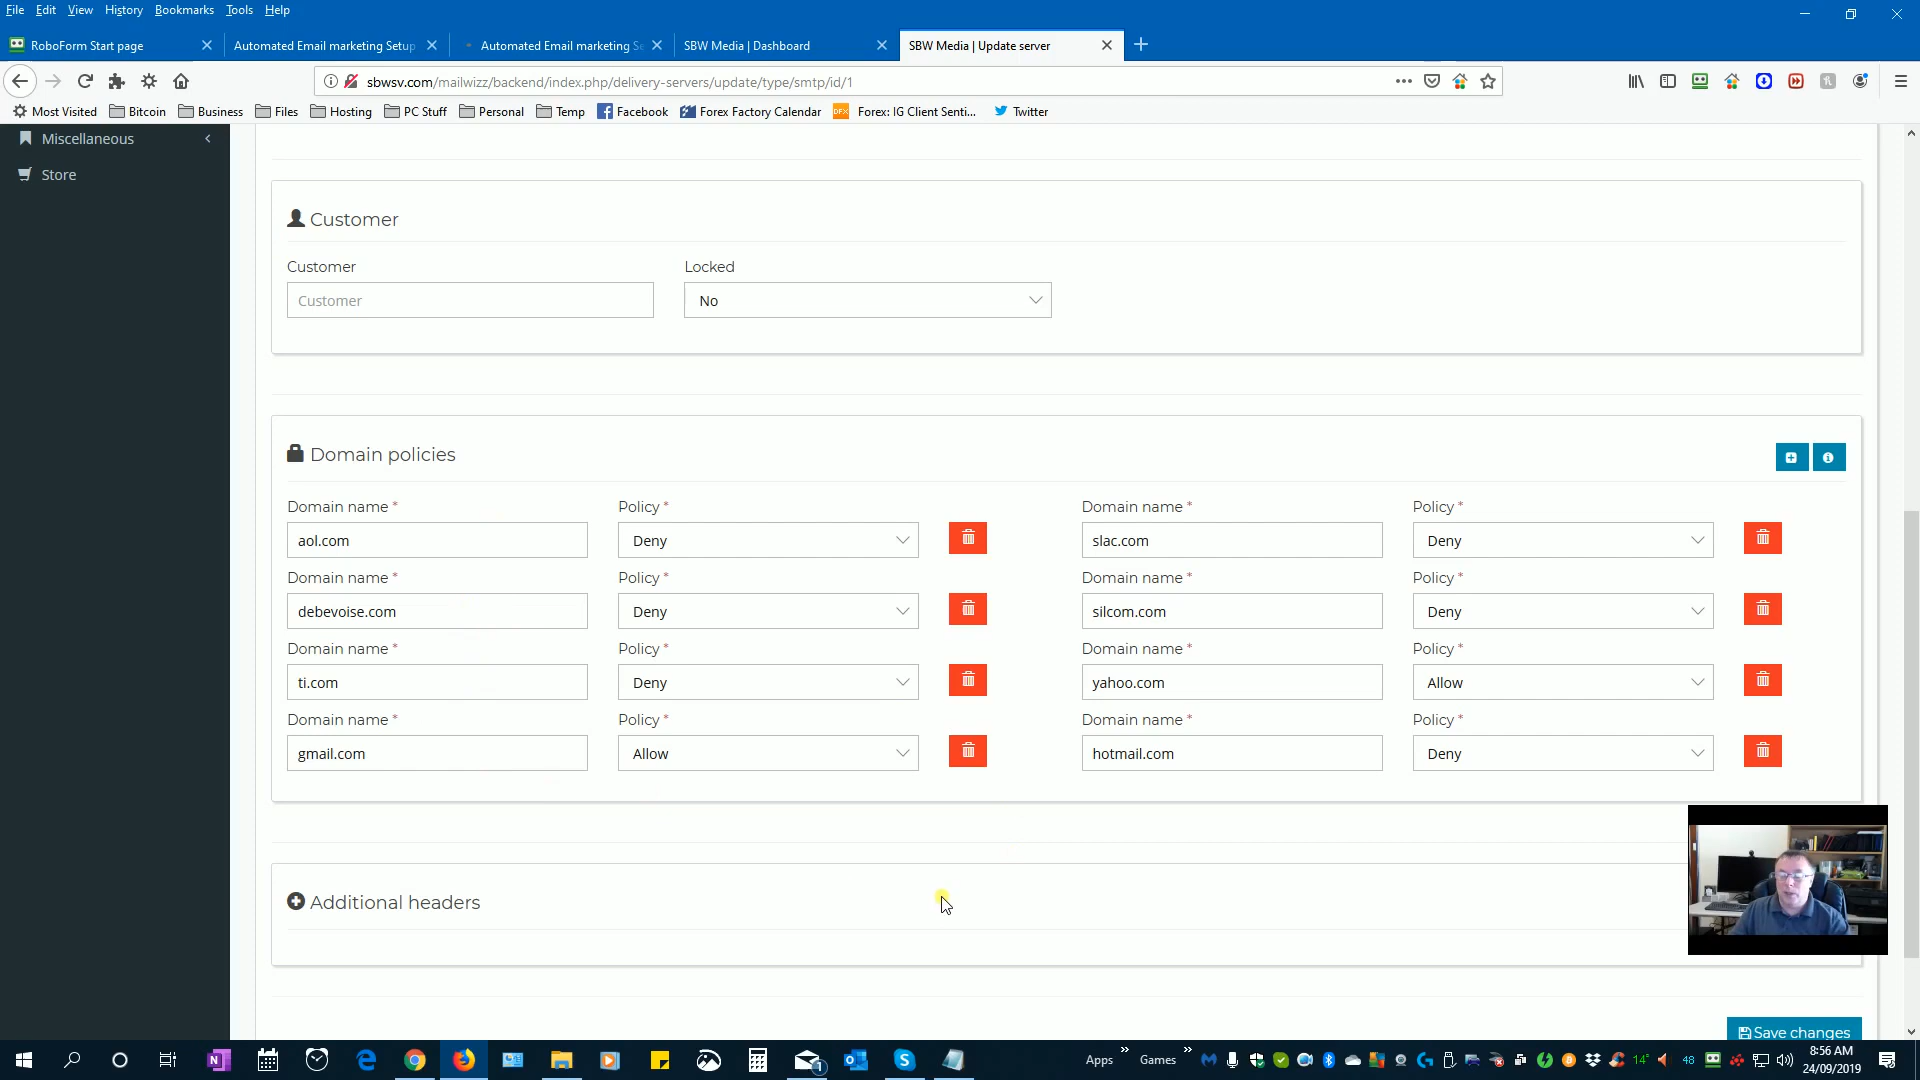 File Edit View History Bookmarks Tools Help
RoboForm Start page
Automated Email marketing Setup
Automated Email marketing Se
SBW Media | Dashboard
SBW Media | Update server
sbwsv.com/mailwizz/backend/index.php/delivery-servers/update/type/smtp/id/1
Most Visited Bitcoin Business Files Hosting PC Stuff Personal Temp Facebook Forex Factory Calendar DFX Forex: IG Client Senti... Twitter
Miscellaneous
Store
Customer
Customer Locked
Customer No
Domain policies
Domain name * Policy * Domain name * Policy *
aol.com Deny slac.com Deny
Domain name * Policy * Domain name * Policy *
debevoise.com Deny silcom.com Deny
Domain name * Policy * Domain name * Policy *
ti.com Deny yahoo.com Allow
Domain name * Policy * Domain name * Policy *
gmail.com Allow hotmail.com Deny
Additional headers
Save changes
Apps » Games » 14° 48 8:56 AM
24/09/2019